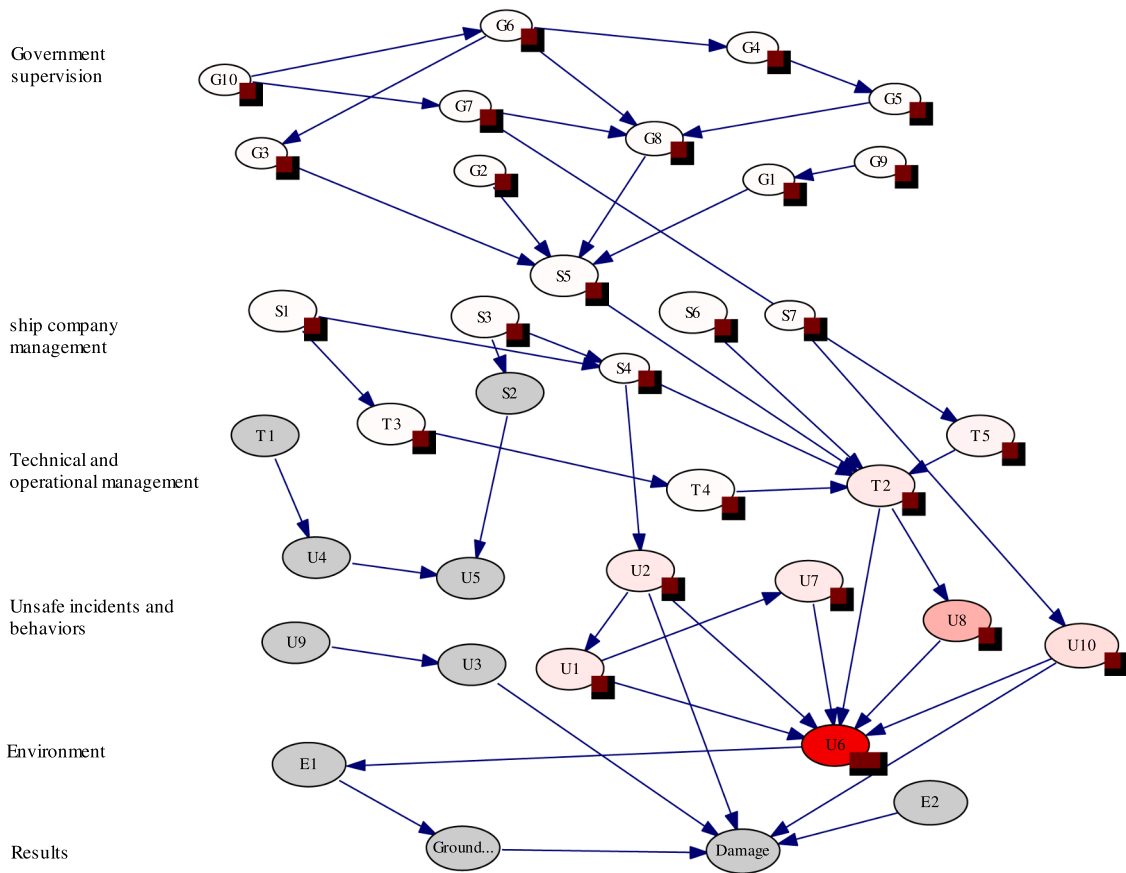 G6
Government
supervision
G4
G10
G7
G5
G8
G3
G2
G1
G9
S5
ship company
management
S1
S3
S6
S7
S4
S2
T3
T1
T5
Technical and
operational management
T4
T2
U4
U5
U2
U7
Unsafe incidents and
behaviors
U8
U9
U3
U1
U10
Environment
U6
E1
E2
Results
Ground...
Damage